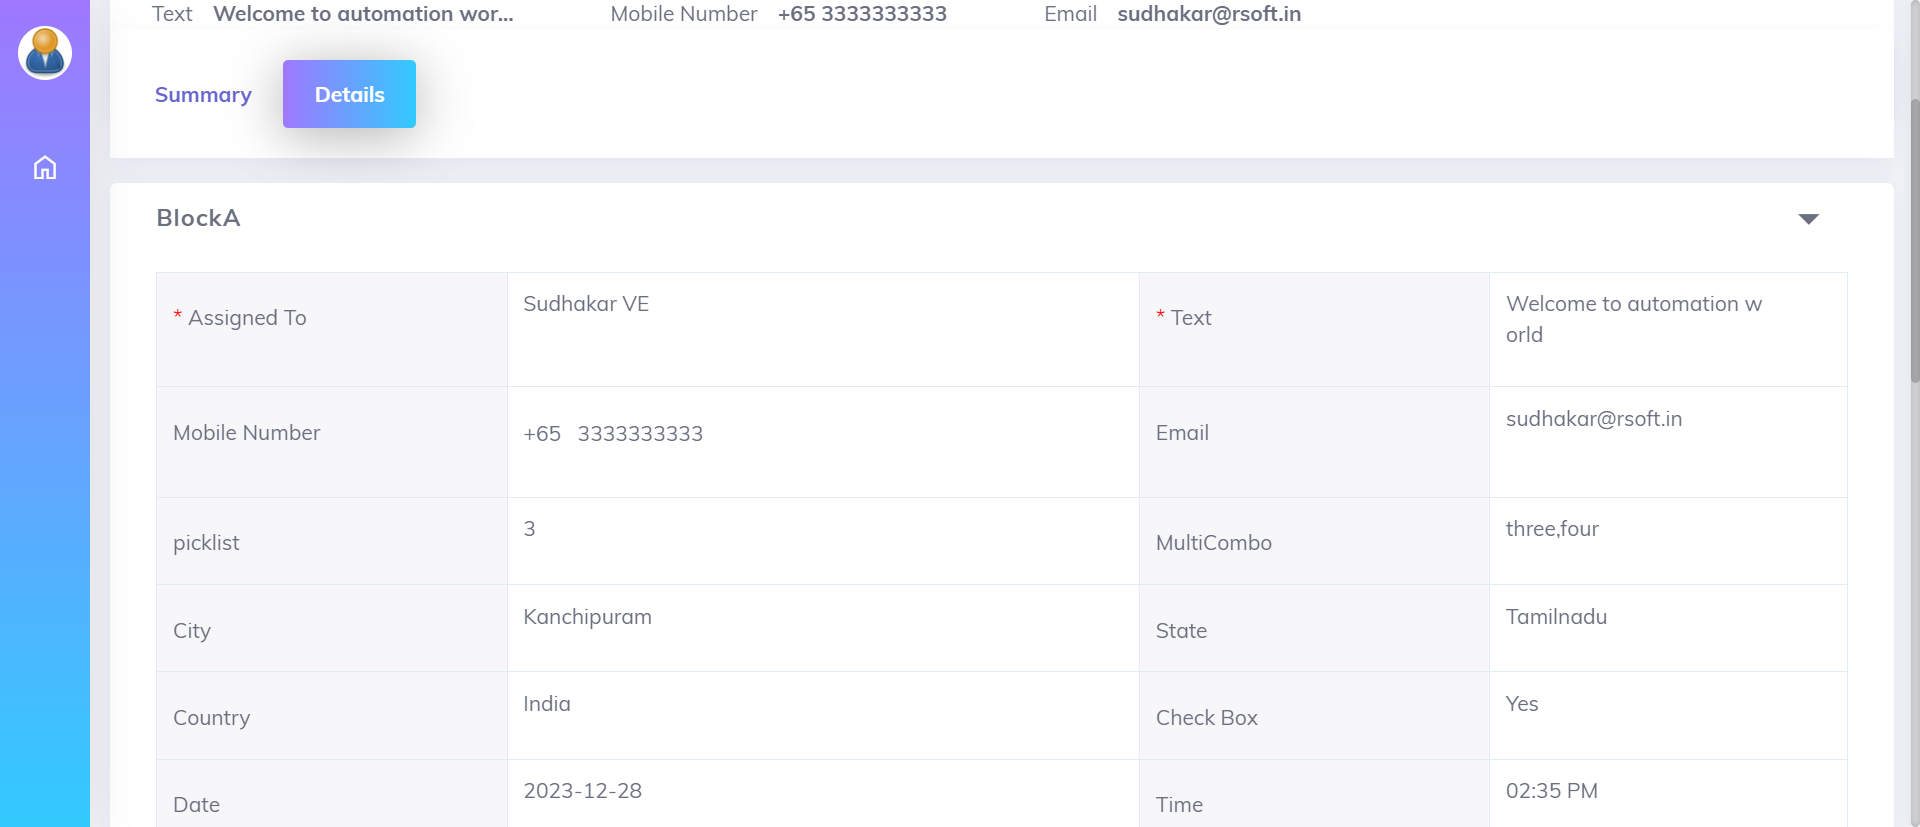 Text Welcome to automation wor... Mobile Number +65 3333333333 Email sudhakar@rsoft.in
Summary Details
BlockA
* Assigned To Sudhakar VE * Text Welcome to automation w
orld
Mobile Number +65 3333333333 Email sudhakar@rsoft.in
picklist 3 MultiCombo three,four
City Kanchipuram State Tamilnadu
Country India Check Box Yes
Date 2023-12-28 Time 02:35 PM